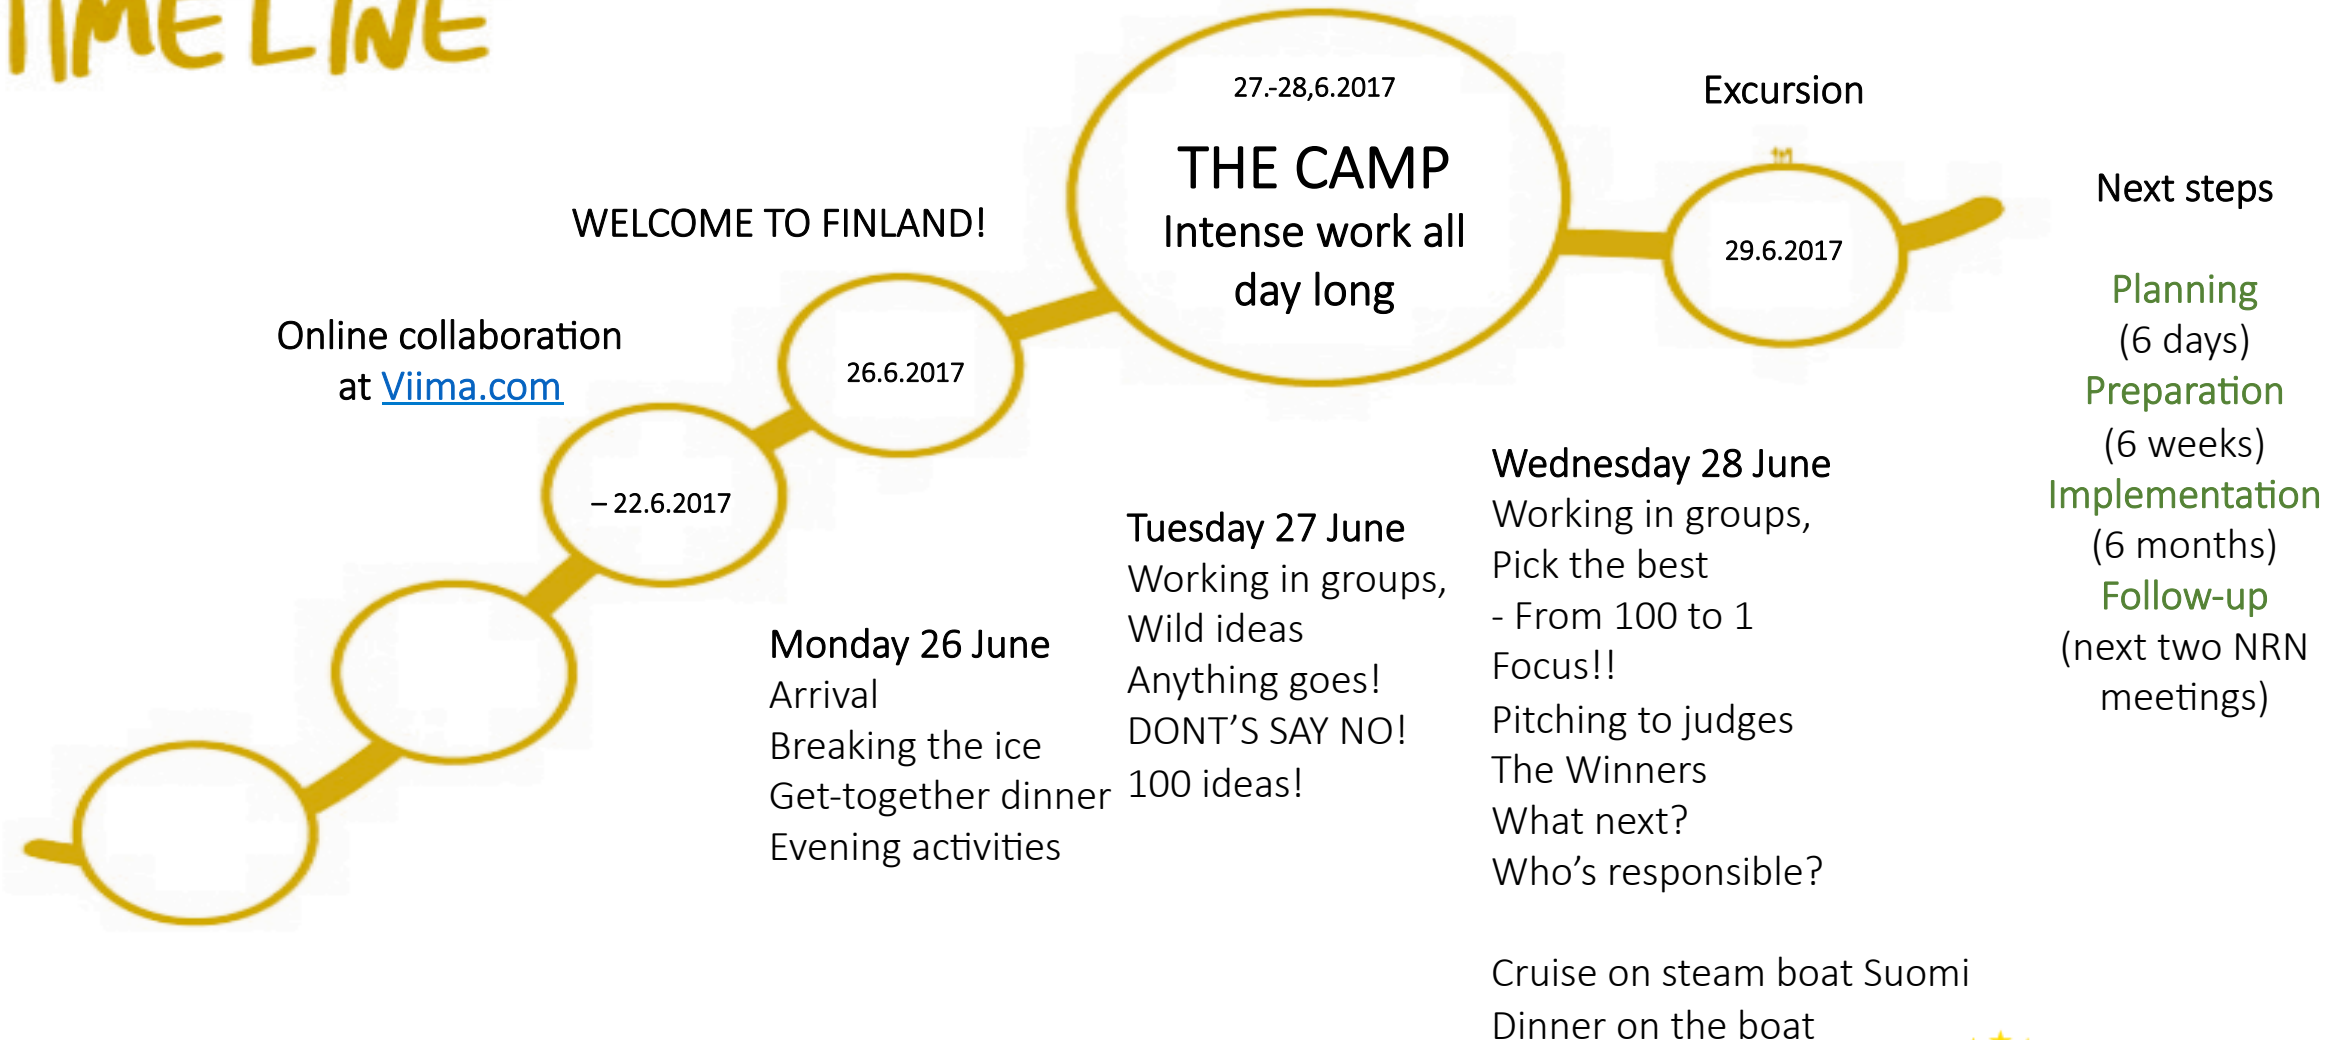 TIMELINE
27.-28,6.2017
THE CAMP
Intense work all
day long
Excursion
29.6.2017
Next steps
Planning
(6 days)
Preparation
(6 weeks)
Implementation
(6 months)
Follow-up
(next two NRN
meetings)
WELCOME TO FINLAND!
26.6.2017
Online collaboration
at Viima.com
– 22.6.2017
Monday 26 June
Arrival
Breaking the ice
Get-together dinner
Evening activities
Tuesday 27 June
Working in groups,
Wild ideas
Anything goes!
DONT’S SAY NO!
100 ideas!
Wednesday 28 June
Working in groups,
Pick the best
- From 100 to 1
Focus!!
Pitching to judges
The Winners
What next?
Who’s responsible?
Cruise on steam boat Suomi
Dinner on the boat